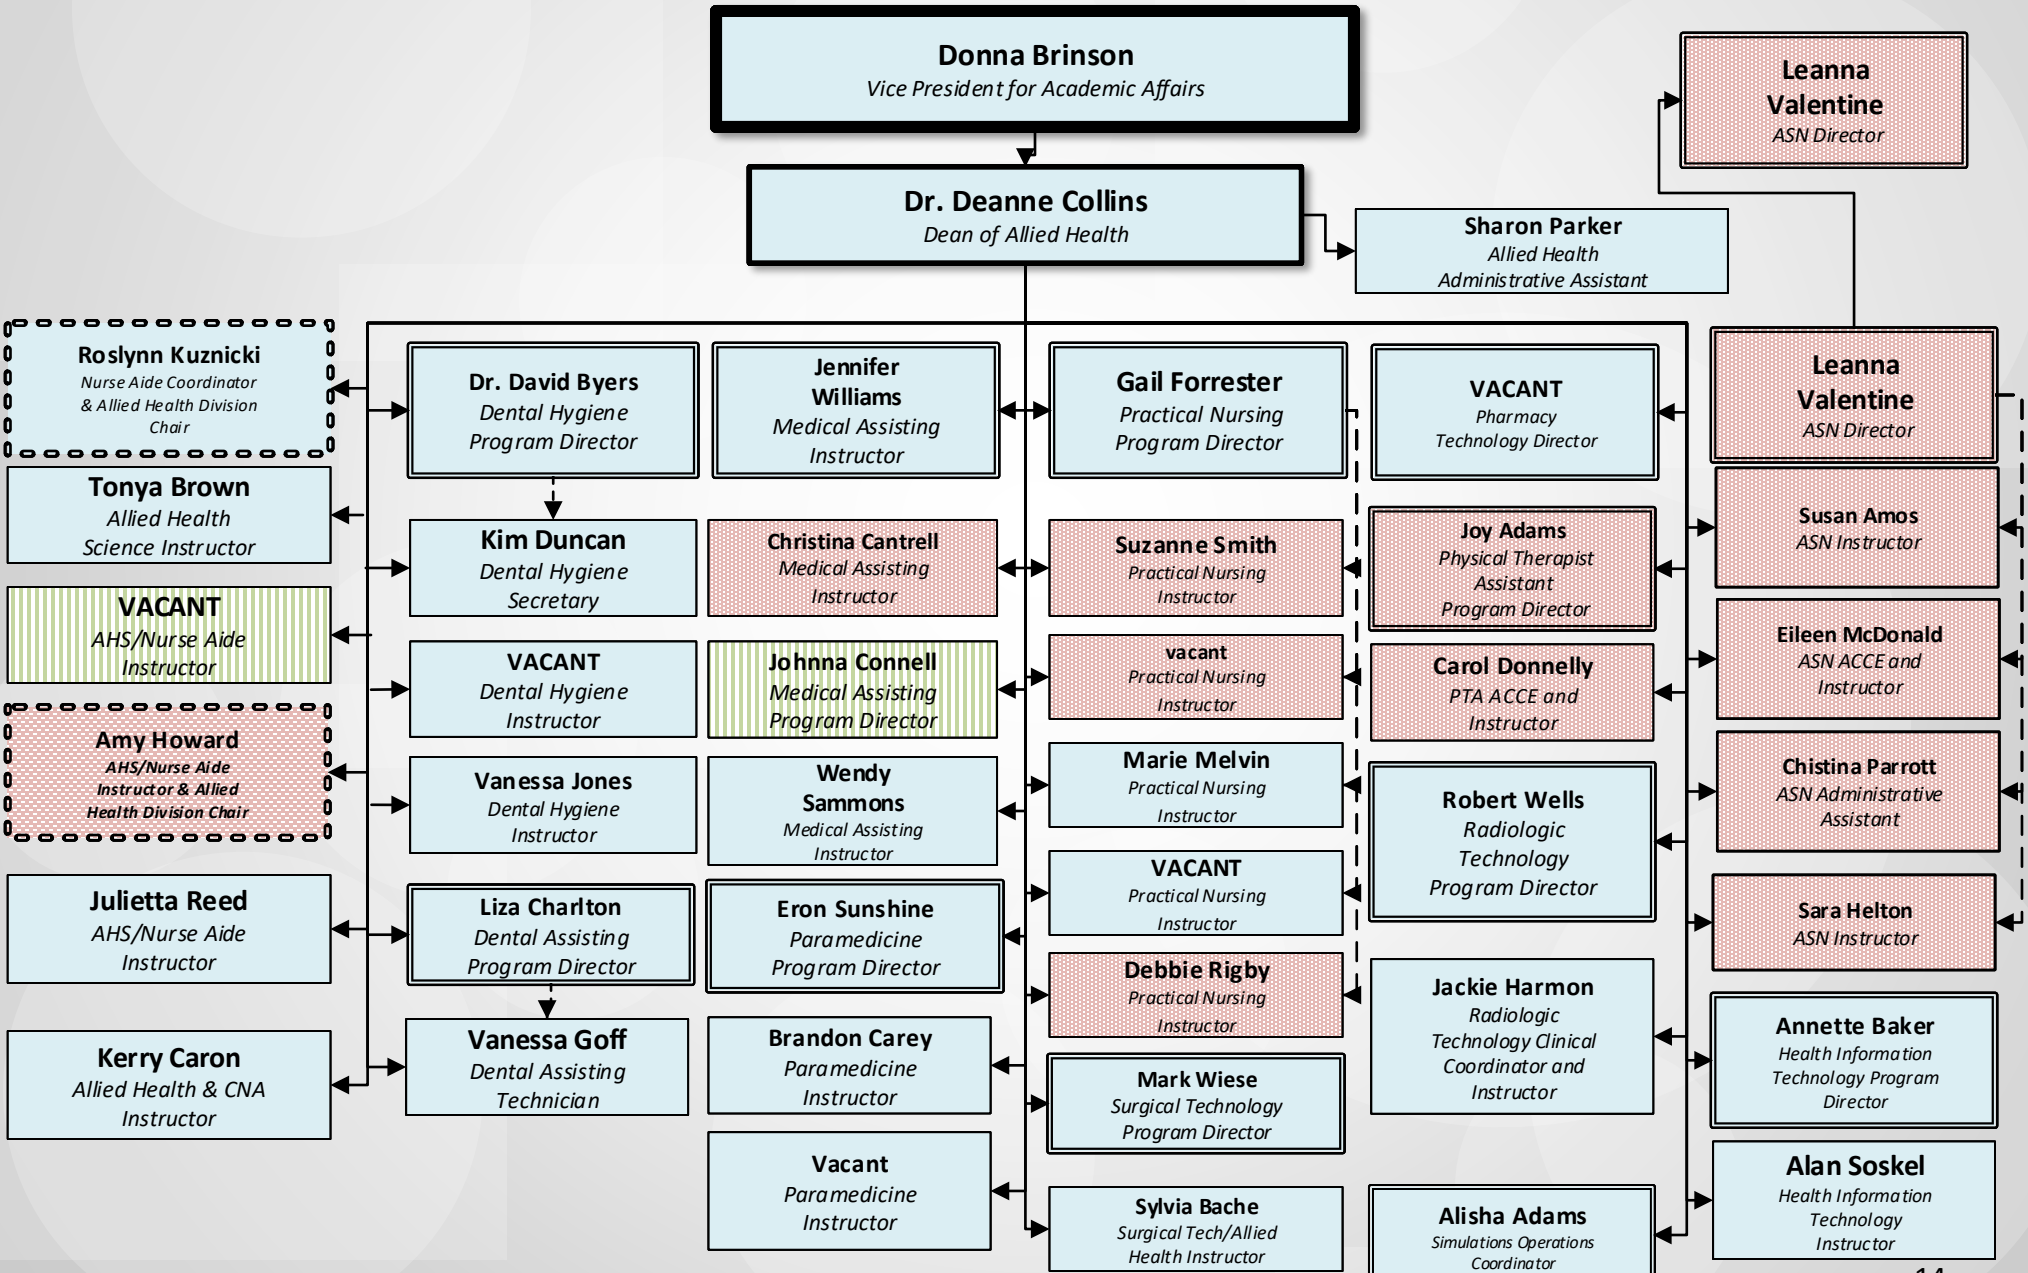 Donna Brinson
Vice President for Academic Affairs
Leanna
Valentine
ASN Director
Dr. Deanne Collins
Dean of Allied Health
Sharon Parker
Allied Health
Administrative Assistant
Roslynn Kuznicki
Nurse Aide Coordinator
& Allied Health Division
Chair
Tonya Brown
Allied Health
Science Instructor
VACANT
AHS/Nurse Aide
Instructor
Amy Howard
AHS/Nurse Aide
Instructor & Allied
Health Division Chair
Julietta Reed
AHS/Nurse Aide
Instructor
Kerry Caron
Allied Health & CNA
Instructor
Dr. David Byers
Dental Hygiene
Program Director
Kim Duncan
Dental Hygiene
Secretary
VACANT
Dental Hygiene
Instructor
Vanessa Jones
Dental Hygiene
Instructor
Liza Charlton
Dental Assisting
Program Director
Vanessa Goff
Dental Assisting
Technician
Jennifer
Williams
Medical Assisting
Instructor
Christina Cantrell
Medical Assisting
Instructor
Johnna Connell
Medical Assisting
Program Director
Wendy
Sammons
Medical Assisting
Instructor
Eron Sunshine
Paramedicine
Program Director
Brandon Carey
Paramedicine
Instructor
Vacant
Paramedicine
Instructor
Gail Forrester
Practical Nursing
Program Director
Suzanne Smith
Practical Nursing
Instructor
vacant
Practical Nursing
Instructor
Marie Melvin
Practical Nursing
Instructor
VACANT
Practical Nursing
Instructor
Debbie Rigby
Practical Nursing
Instructor
Mark Wiese
Surgical Technology
Program Director
Sylvia Bache
Surgical Tech/Allied
Health Instructor
VACANT
Pharmacy
Technology Director
Joy Adams
Physical Therapist
Assistant
Program Director
Carol Donnelly
PTA ACCE and
Instructor
Robert Wells
Radiologic
Technology
Program Director
Jackie Harmon
Radiologic
Technology Clinical
Coordinator and
Instructor
Alisha Adams
Simulations Operations
Coordinator
Leanna
Valentine
ASN Director
Susan Amos
ASN Instructor
Eileen McDonald
ASN ACCE and
Instructor
Chistina Parrott
ASN Administrative
Assistant
Sara Helton
ASN Instructor
Annette Baker
Health Information
Technology Program
Director
Alan Soskel
Health Information
Technology
Instructor
14